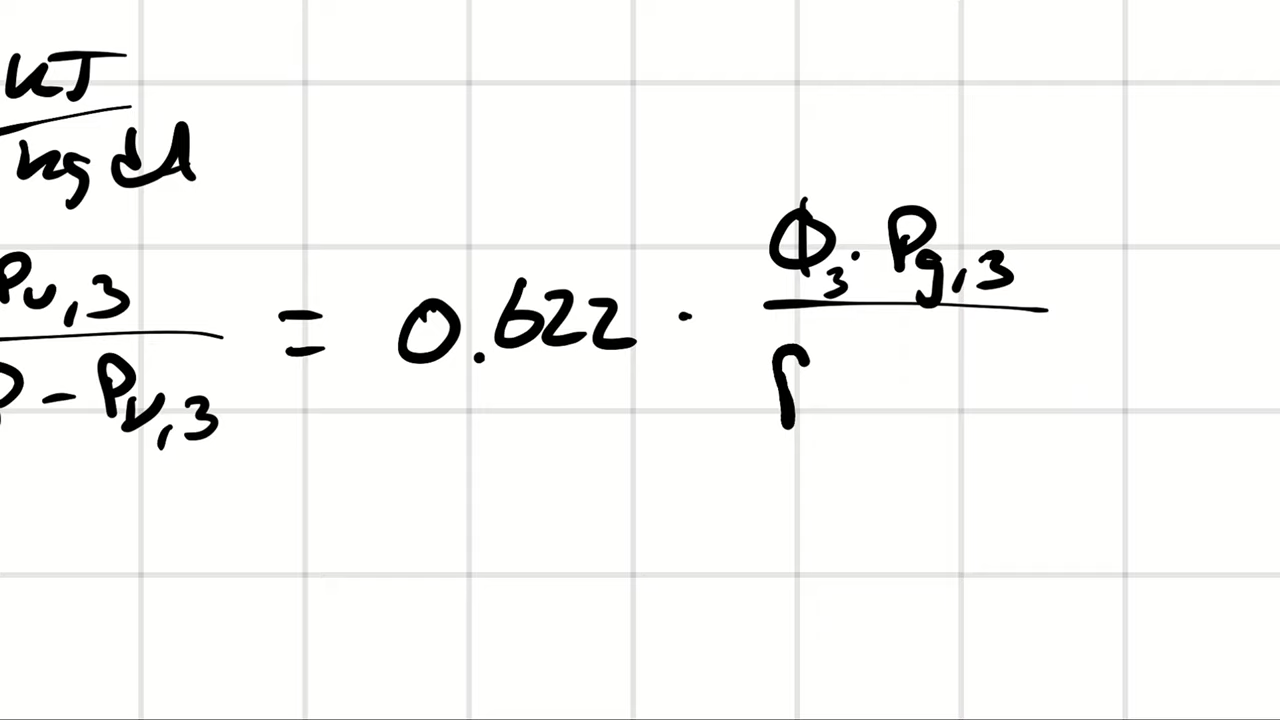 kJ
kg dA
Pv,3
P - Pv,3
= 0.622 ·
Φ3 · Pg,3
P